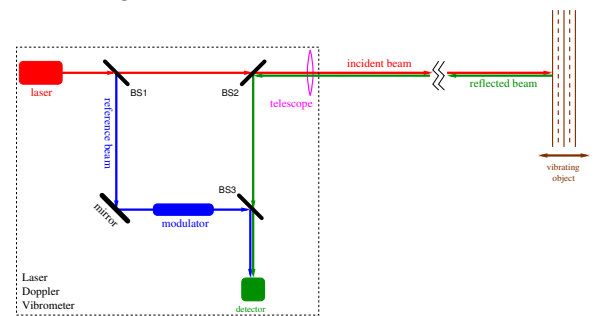 laser
BS1
BS2
telescope
incident beam
reflected beam
vibrating
object
reference beam
mirror
modulator
BS3
detector
Laser
Doppler
Vibrometer